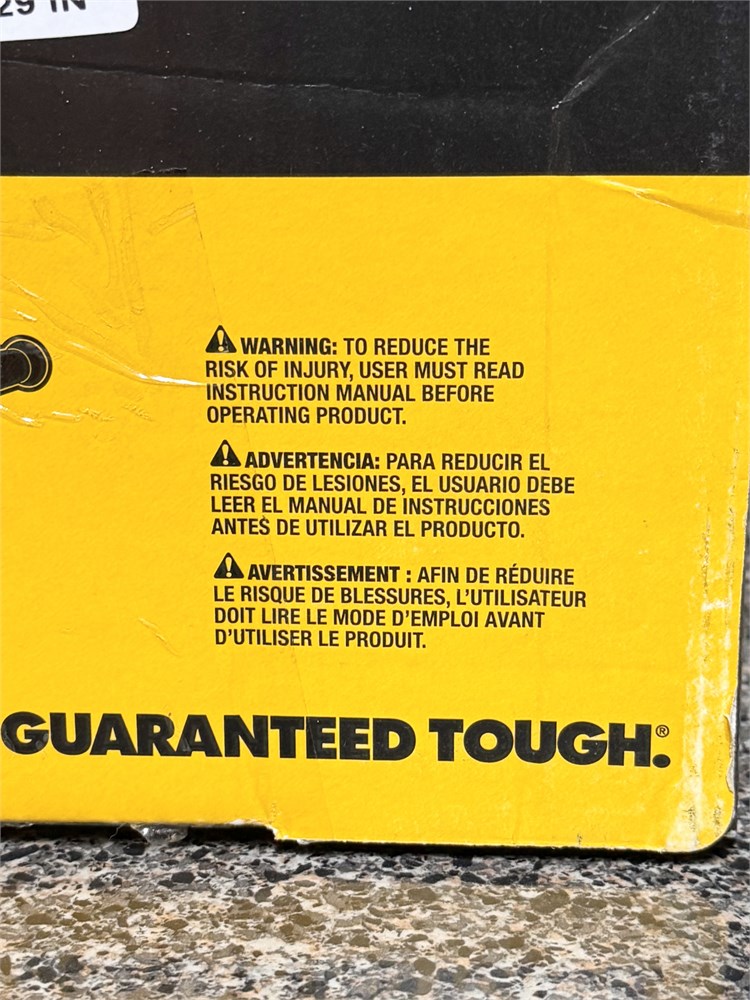 29 IN
⚠ WARNING: TO REDUCE THE
RISK OF INJURY, USER MUST READ
INSTRUCTION MANUAL BEFORE
OPERATING PRODUCT.
⚠ ADVERTENCIA: PARA REDUCIR EL
RIESGO DE LESIONES, EL USUARIO DEBE
LEER EL MANUAL DE INSTRUCCIONES
ANTES DE UTILIZAR EL PRODUCTO.
⚠ AVERTISSEMENT : AFIN DE RÉDUIRE
LE RISQUE DE BLESSURES, L'UTILISATEUR
DOIT LIRE LE MODE D'EMPLOI AVANT
D'UTILISER LE PRODUIT.
GUARANTEED TOUGH.®